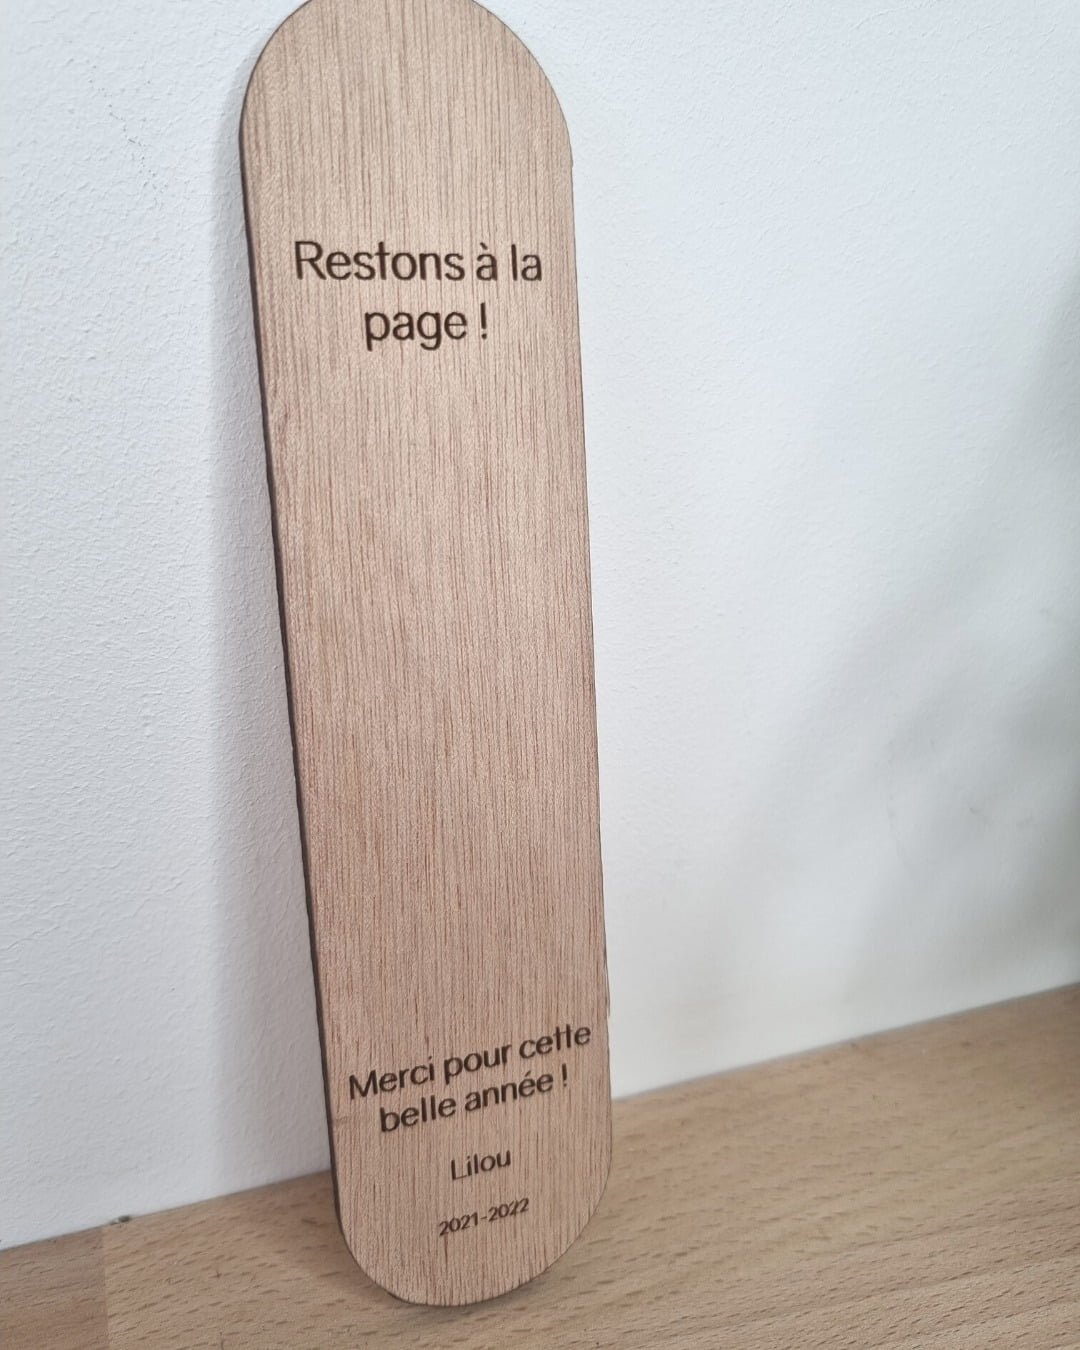 Restons à la
page !
Merci pour cette
belle année !
Lilou
2021-2022